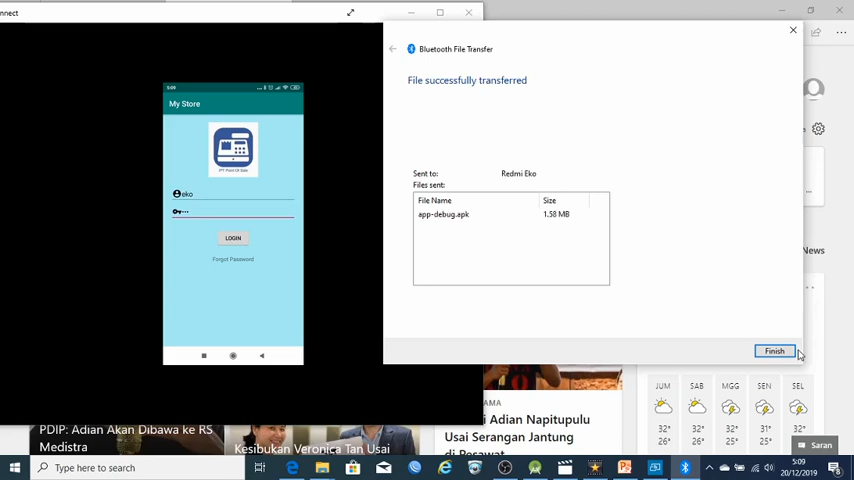 nnect
5:09
My Store
eko
•••
LOGIN
Forgot Password
Bluetooth File Transfer
File successfully transferred
Sent to: Redmi Eko
Files sent:
File Name Size
app-debug.apk 1.58 MB
Finish
News
AMA
i Adian Napitupulu
Usai Serangan Jantung
di Pesawat
PDIP: Adian Akan Dibawa ke RS
Medistra
Kesibukan Veronica Tan Usai
JUM SAB MGG SEN SEL
32° 32° 32° 31° 32°
26° 26° 25° 25°
Saran
Type here to search
5:09
20/12/2019